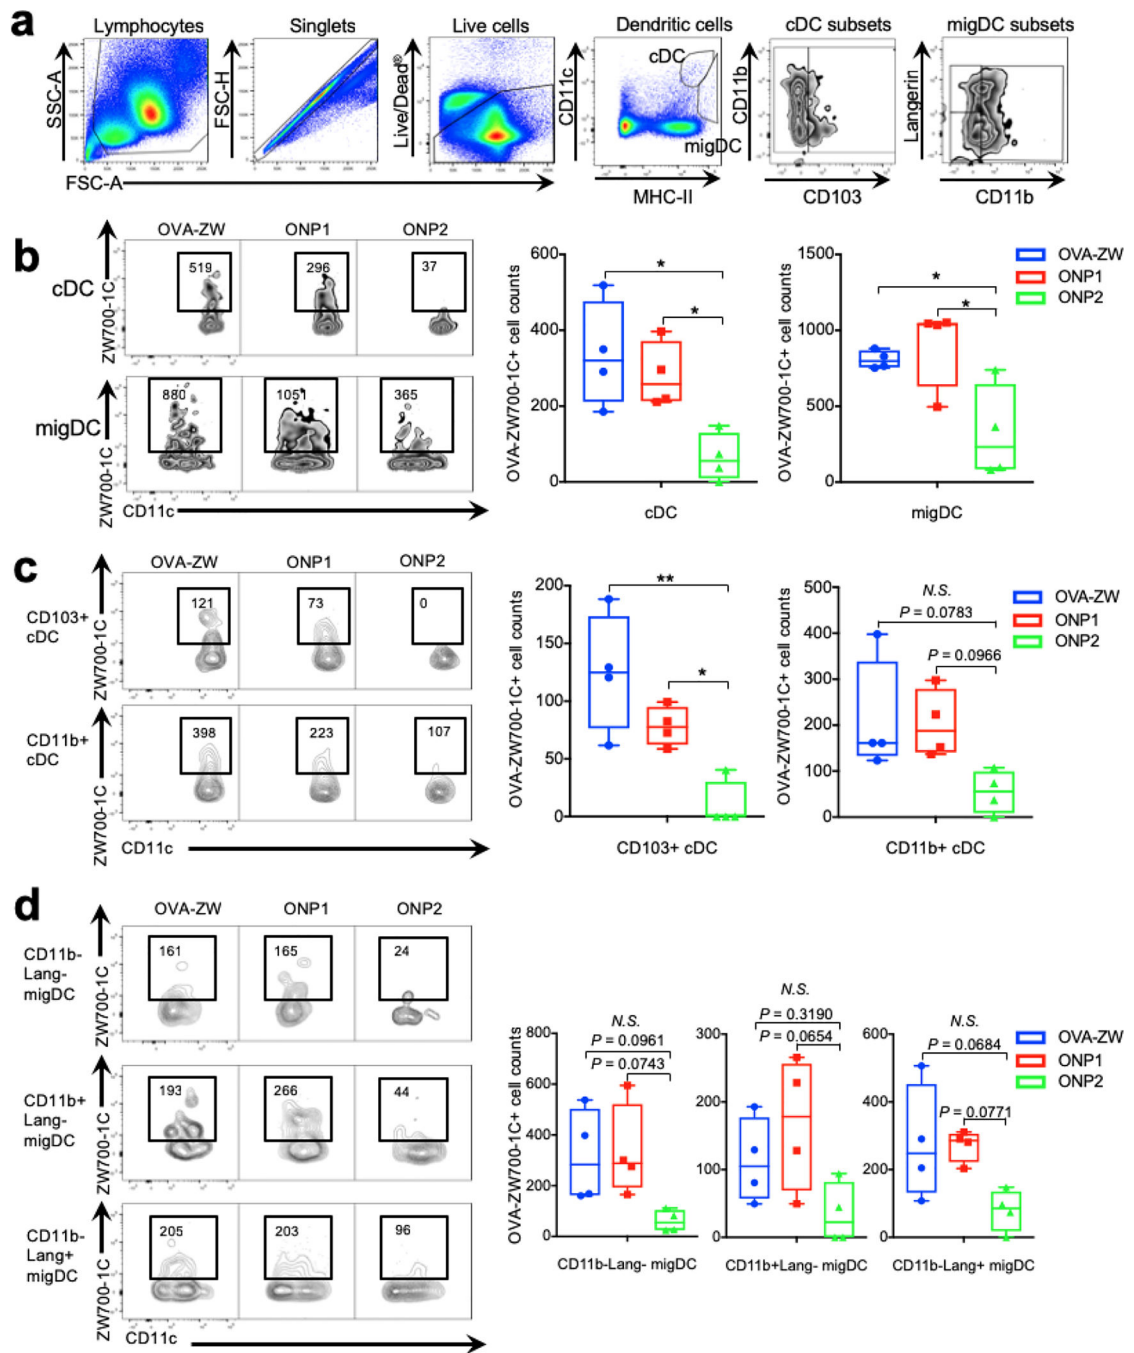 a
Lymphocytes Singlets Live cells Dendritic cells cDC subsets migDC subsets
SSC-A FSC-H Live/Dead® CD11c cDC migDC CD11b Langerin
FSC-A MHC-II CD103 CD11b
b
OVA-ZW ONP1 ONP2
cDC
ZW700-1C
519 296 37
migDC
ZW700-1C
880 1051 365
CD11c
OVA-ZW700-1C+ cell counts
600
400
200
0
*
*
cDC
OVA-ZW700-1C+ cell counts
1500
1000
500
0
*
*
migDC
OVA-ZW
ONP1
ONP2
c
OVA-ZW ONP1 ONP2
CD103+
cDC
ZW700-1C
121 73 0
CD11b+
cDC
ZW700-1C
398 223 107
CD11c
OVA-ZW700-1C+ cell counts
200
150
100
50
0
**
*
CD103+ cDC
OVA-ZW700-1C+ cell counts
500
400
300
200
100
0
N.S.
P = 0.0783
P = 0.0966
CD11b+ cDC
OVA-ZW
ONP1
ONP2
d
OVA-ZW ONP1 ONP2
CD11b-
Lang-
migDC
ZW700-1C
161 165 24
CD11b+
Lang-
migDC
ZW700-1C
193 266 44
CD11b-
Lang+
migDC
ZW700-1C
205 203 96
CD11c
OVA-ZW700-1C+ cell counts
800
600
400
200
0
N.S.
P = 0.0961
P = 0.0743
CD11b-Lang- migDC
300
200
100
0
N.S.
P = 0.3190
P = 0.0654
CD11b+Lang- migDC
600
400
200
0
N.S.
P = 0.0684
P = 0.0771
CD11b-Lang+ migDC
OVA-ZW
ONP1
ONP2